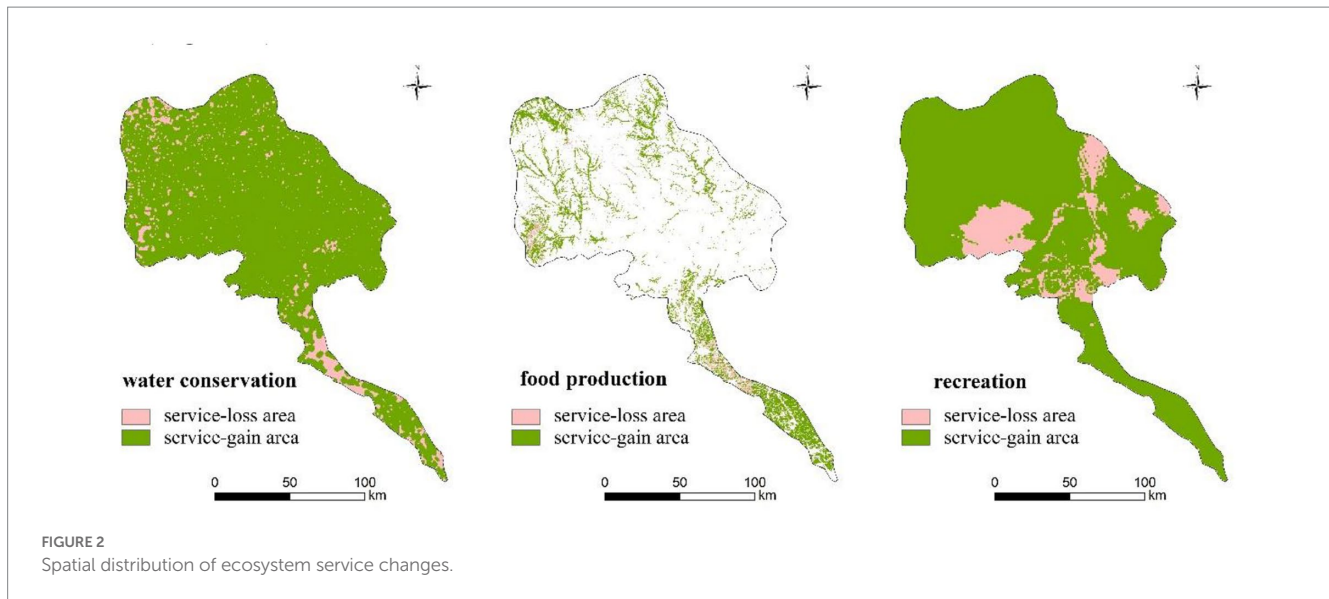 N
N
N
water conservation
service-loss area
service-gain area
0 50 100
km
food production
service-loss area
service-gain area
0 50 100
km
recreation
service-loss area
service-gain area
0 50 100
km
FIGURE 2
Spatial distribution of ecosystem service changes.